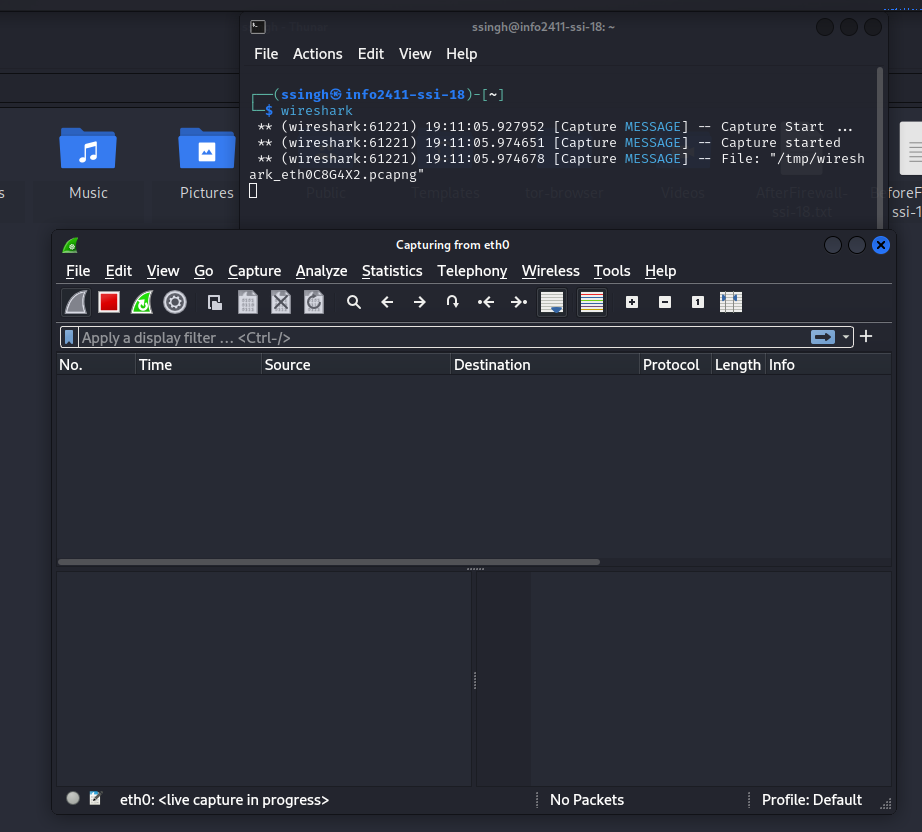 ssingh@info2411-ssi-18: ~
File Actions Edit View Help
┌──(ssingh㉿info2411-ssi-18)-[~]
└─$ wireshark
** (wireshark:61221) 19:11:05.927952 [Capture MESSAGE] -- Capture Start ...
** (wireshark:61221) 19:11:05.974651 [Capture MESSAGE] -- Capture started
** (wireshark:61221) 19:11:05.974678 [Capture MESSAGE] -- File: "/tmp/wiresh
ark_eth0C8G4X2.pcapng"
Music
Pictures
Public
Templates
tor-browser
Videos
AfterFirewall-
ssi-18.txt
BeforeF
ssi-1
Capturing from eth0
File Edit View Go Capture Analyze Statistics Telephony Wireless Tools Help
Apply a display filter … <Ctrl-/>
No. Time Source Destination Protocol Length Info
eth0: <live capture in progress>
No Packets
Profile: Default